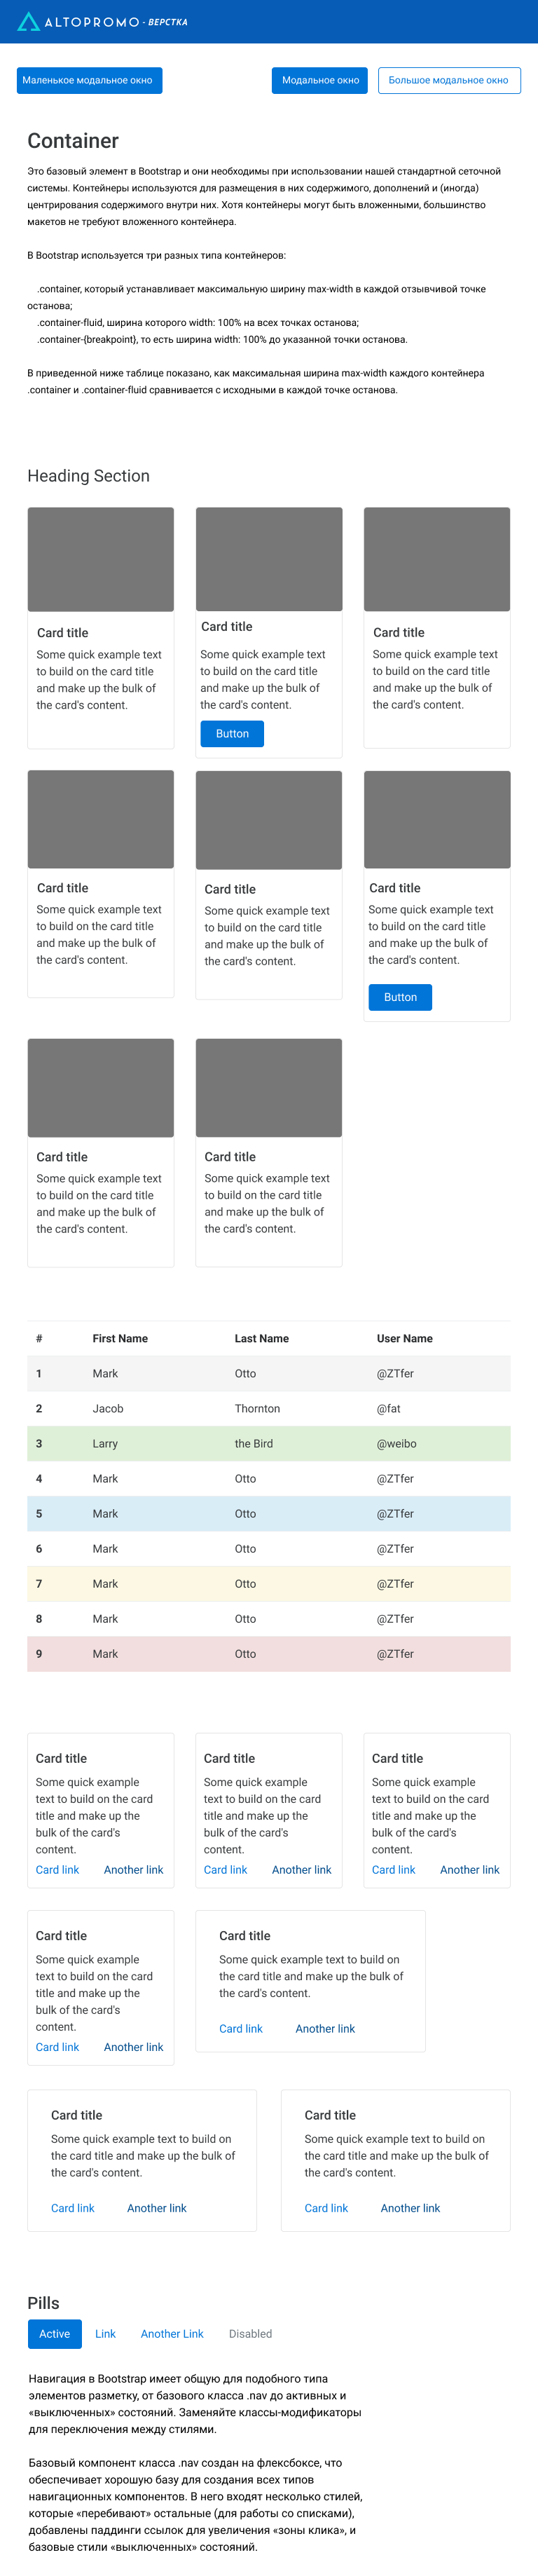 ALTOPROMO - ВЕРСТКА
Маленькое модальное окно
Модальное окно
Большое модальное окно
Container
Это базовый элемент в Bootstrap и они необходимы при использовании нашей стандартной сеточной
системы. Контейнеры используются для размещения в них содержимого, дополнений и (иногда)
центрирования содержимого внутри них. Хотя контейнеры могут быть вложенными, большинство
макетов не требуют вложенного контейнера.
В Bootstrap используется три разных типа контейнеров:
.container, который устанавливает максимальную ширину max-width в каждой отзывчивой точке
останова;
.container-fluid, ширина которого width: 100% на всех точках останова;
.container-{breakpoint}, то есть ширина width: 100% до указанной точки останова.
В приведенной ниже таблице показано, как максимальная ширина max-width каждого контейнера
.container и .container-fluid сравнивается с исходными в каждой точке останова.
Heading Section
Card title
Some quick example text
to build on the card title
and make up the bulk of
the card's content.
Card title
Some quick example text
to build on the card title
and make up the bulk of
the card's content.
Button
Card title
Some quick example text
to build on the card title
and make up the bulk of
the card's content.
Card title
Some quick example text
to build on the card title
and make up the bulk of
the card's content.
Card title
Some quick example text
to build on the card title
and make up the bulk of
the card's content.
Card title
Some quick example text
to build on the card title
and make up the bulk of
the card's content.
Button
Card title
Some quick example text
to build on the card title
and make up the bulk of
the card's content.
Card title
Some quick example text
to build on the card title
and make up the bulk of
the card's content.
# First Name Last Name User Name
1 Mark Otto @ZTfer
2 Jacob Thornton @fat
3 Larry the Bird @weibo
4 Mark Otto @ZTfer
5 Mark Otto @ZTfer
6 Mark Otto @ZTfer
7 Mark Otto @ZTfer
8 Mark Otto @ZTfer
9 Mark Otto @ZTfer
Card title
Some quick example
text to build on the card
title and make up the
bulk of the card's
content.
Card link Another link
Card title
Some quick example
text to build on the card
title and make up the
bulk of the card's
content.
Card link Another link
Card title
Some quick example
text to build on the card
title and make up the
bulk of the card's
content.
Card link Another link
Card title
Some quick example
text to build on the card
title and make up the
bulk of the card's
content.
Card link Another link
Card title
Some quick example text to build on
the card title and make up the bulk of
the card's content.
Card link Another link
Card title
Some quick example text to build on
the card title and make up the bulk of
the card's content.
Card link Another link
Card title
Some quick example text to build on
the card title and make up the bulk of
the card's content.
Card link Another link
Pills
Active Link Another Link Disabled
Навигация в Bootstrap имеет общую для подобного типа
элементов разметку, от базового класса .nav до активных и
«выключенных» состояний. Заменяйте классы-модификаторы
для переключения между стилями.
Базовый компонент класса .nav создан на флексбоксе, что
обеспечивает хорошую базу для создания всех типов
навигационных компонентов. В него входят несколько стилей,
которые «перебивают» остальные (для работы со списками),
добавлены паддинги ссылок для увеличения «зоны клика», и
базовые стили «выключенных» состояний.